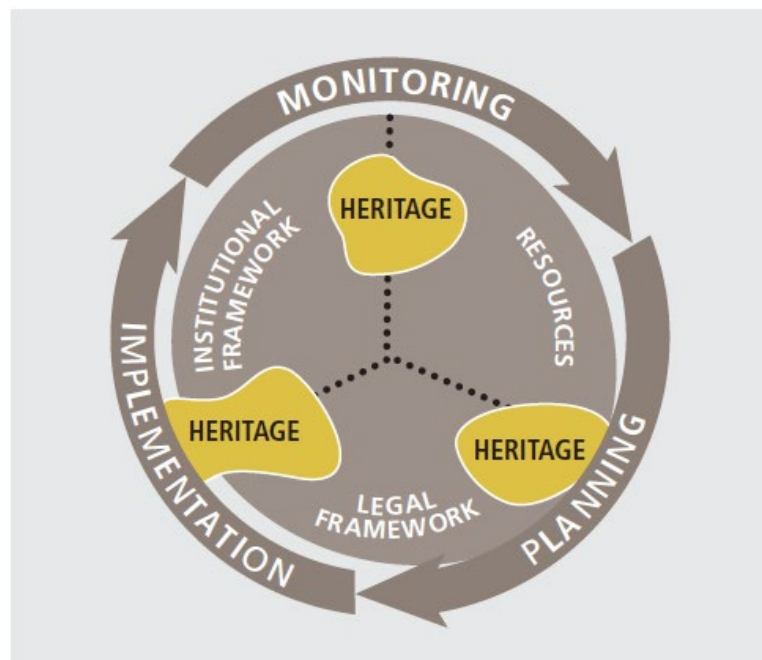 MONITORING
HERITAGE
INSTITUTIONAL
FRAMEWORK
RESOURCES
IMPLEMENTATION
HERITAGE
HERITAGE
PLANNING
LEGAL
FRAMEWORK